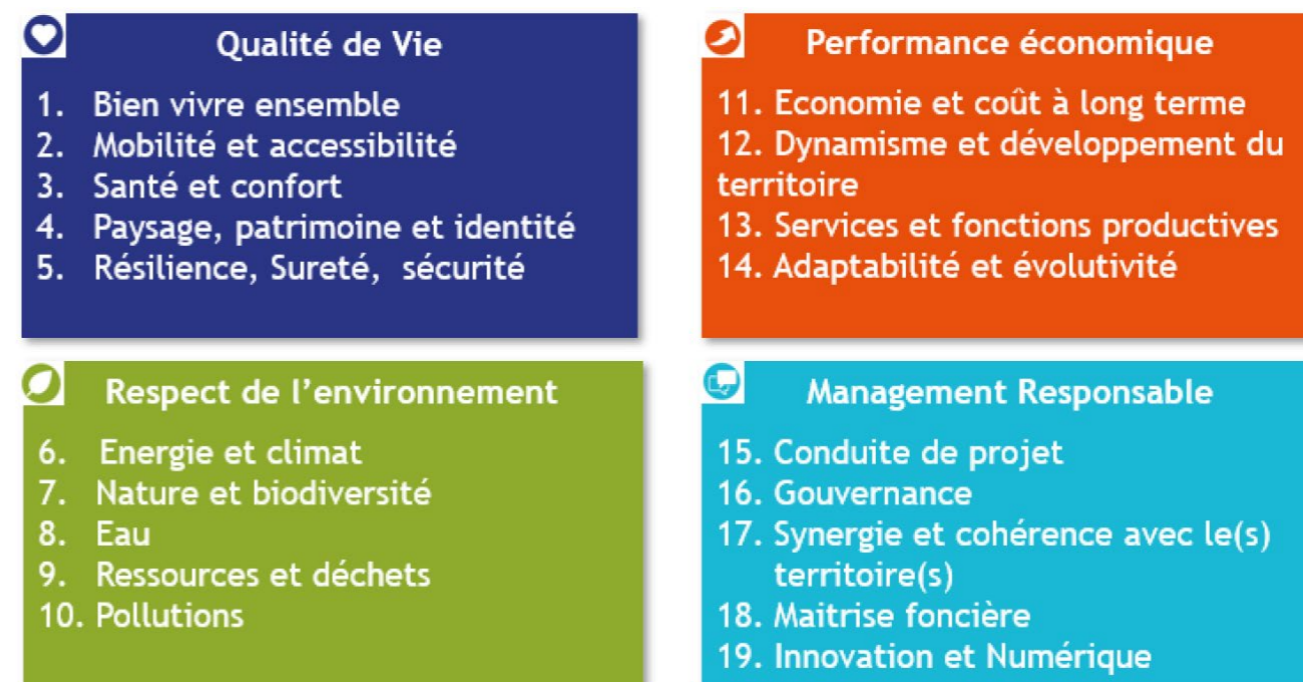 Qualité de Vie
1. Bien vivre ensemble
2. Mobilité et accessibilité
3. Santé et confort
4. Paysage, patrimoine et identité
5. Résilience, Sureté, sécurité
Performance économique
11. Economie et coût à long terme
12. Dynamisme et développement du
territoire
13. Services et fonctions productives
14. Adaptabilité et évolutivité
Respect de l’environnement
6. Energie et climat
7. Nature et biodiversité
8. Eau
9. Ressources et déchets
10. Pollutions
Management Responsable
15. Conduite de projet
16. Gouvernance
17. Synergie et cohérence avec le(s)
territoire(s)
18. Maitrise foncière
19. Innovation et Numérique